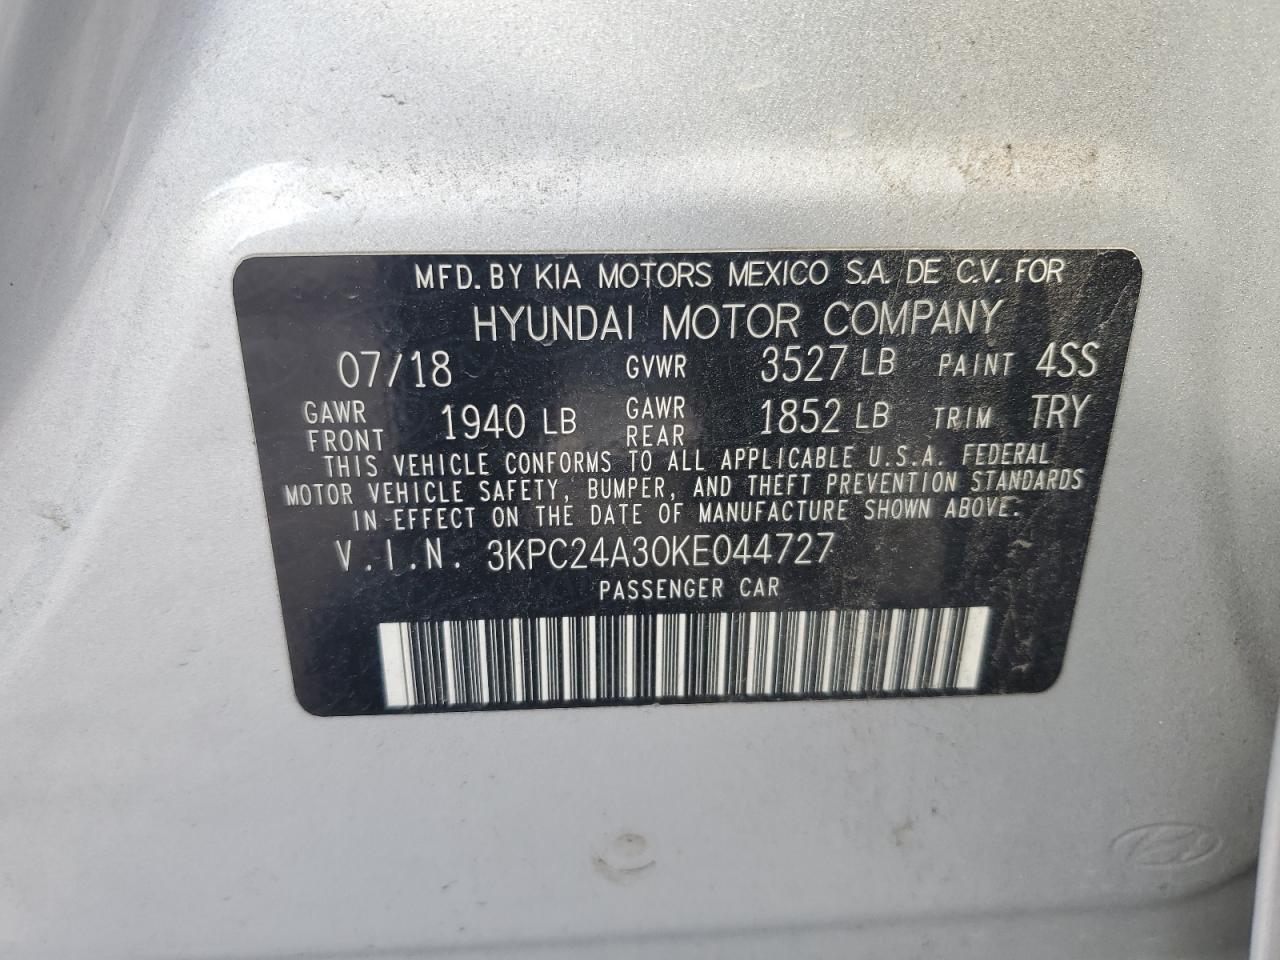 MFD. BY KIA MOTORS MEXICO S.A. DE C.V. FOR
HYUNDAI MOTOR COMPANY
07/18 GVWR 3527 LB PAINT 4SS
GAWR FRONT 1940 LB GAWR REAR 1852 LB TRIM TRY
THIS VEHICLE CONFORMS TO ALL APPLICABLE U.S.A. FEDERAL
MOTOR VEHICLE SAFETY, BUMPER, AND THEFT PREVENTION STANDARDS
IN EFFECT ON THE DATE OF MANUFACTURE SHOWN ABOVE.
V.I.N. 3KPC24A30KE044727
PASSENGER CAR